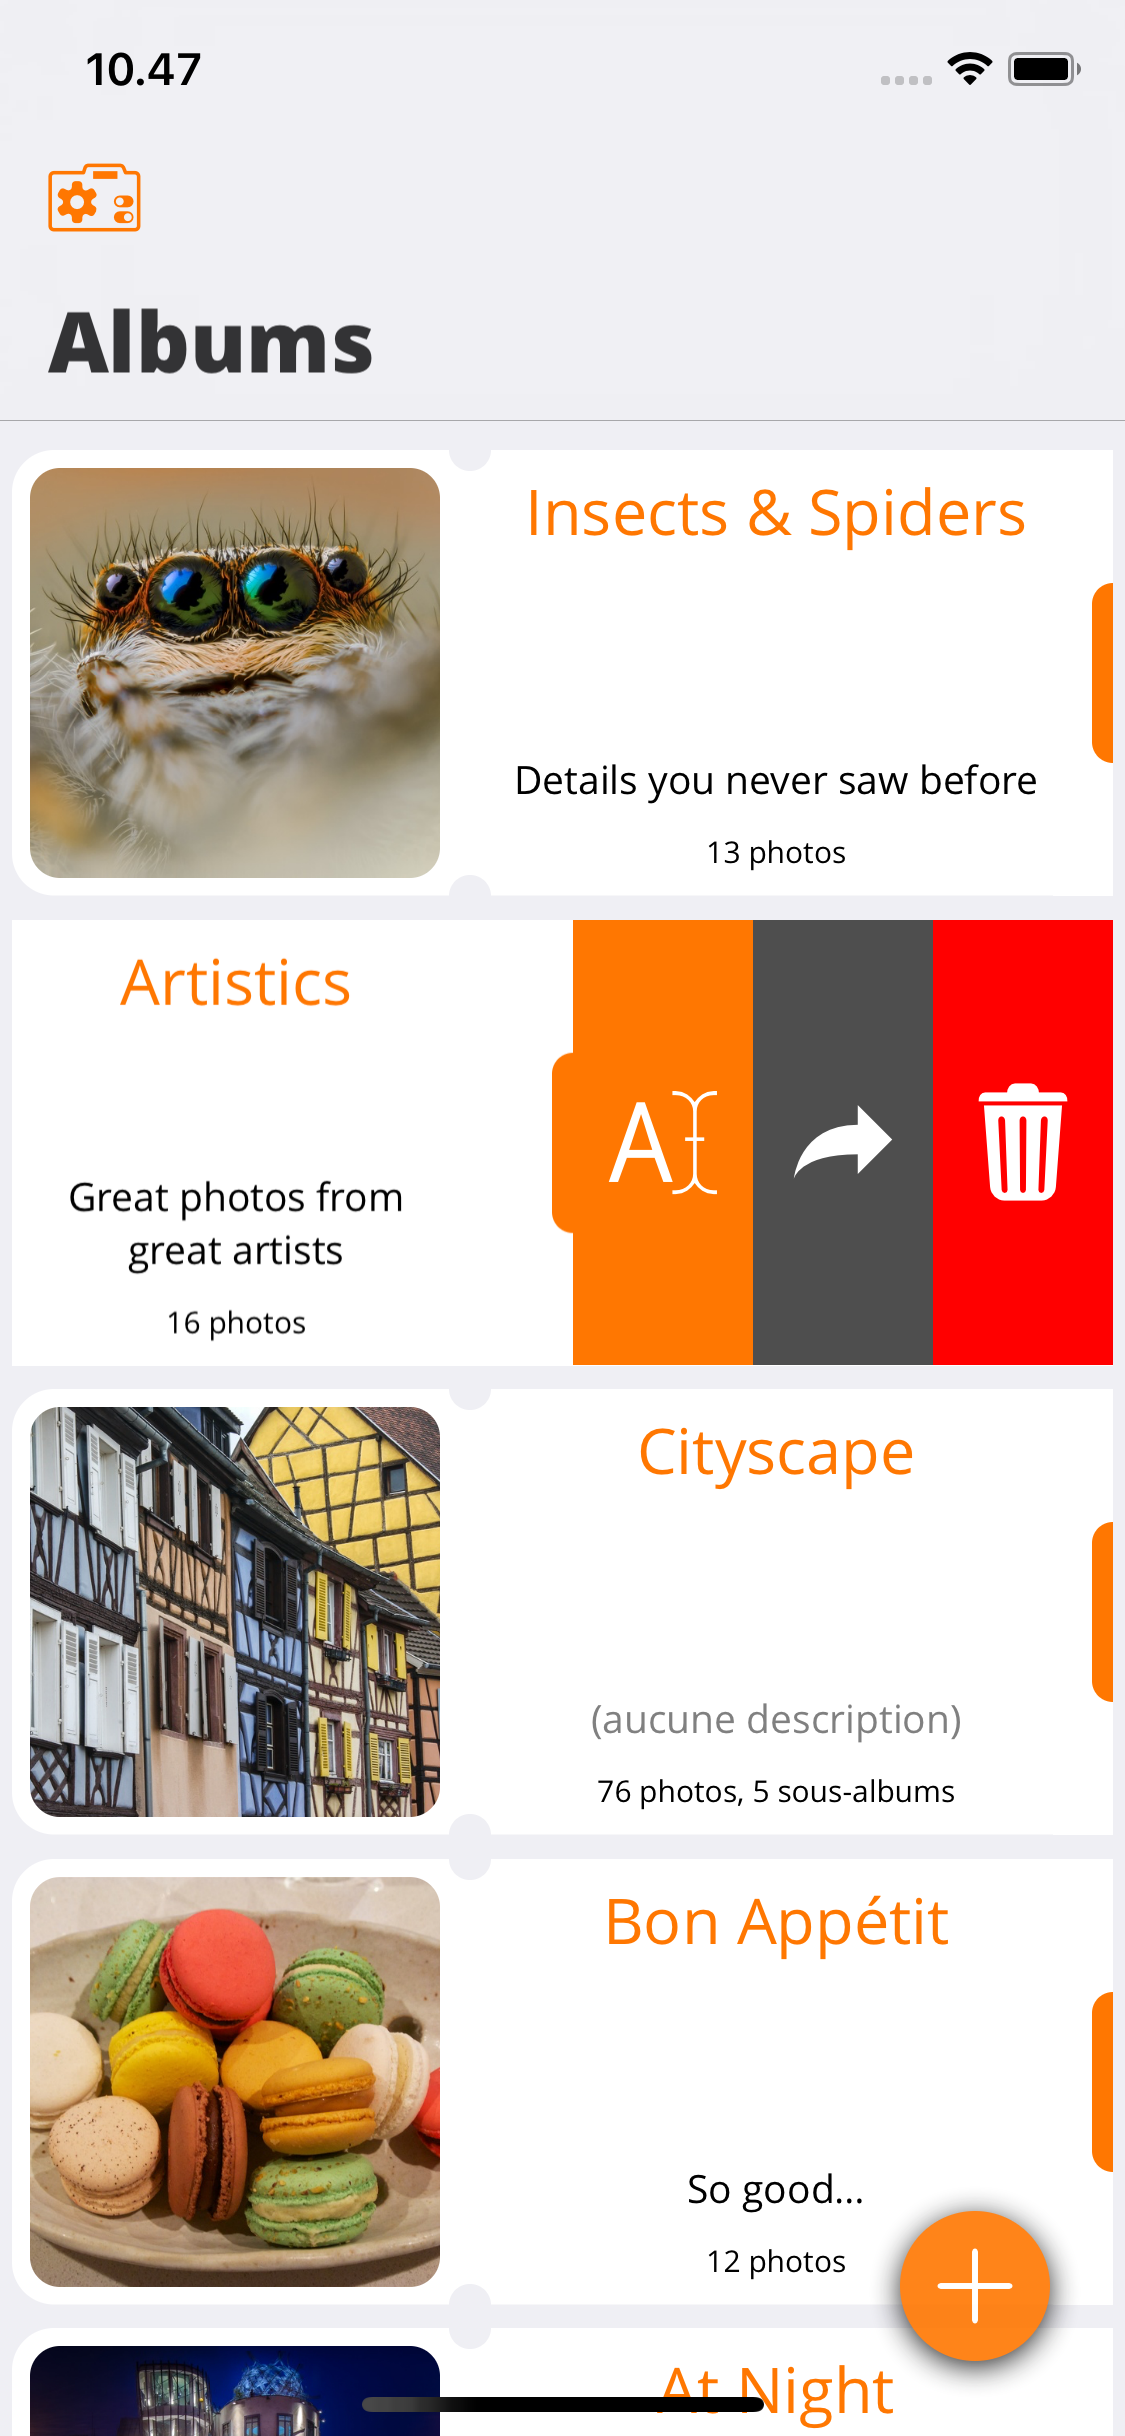 10.47
Albums
Insects & Spiders
Details you never saw before
13 photos
Artistics
Great photos from
great artists
16 photos
A
Cityscape
(aucune description)
76 photos, 5 sous-albums
Bon Appétit
So good...
12 photos
At Night